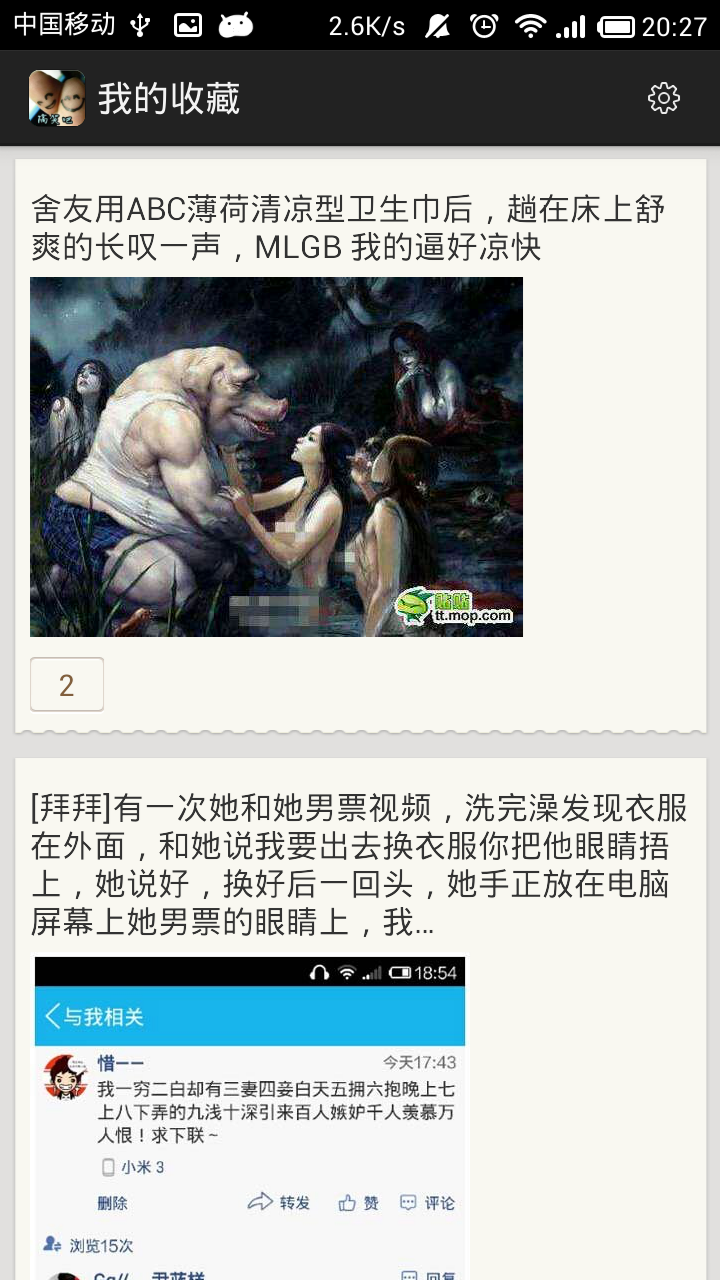 中国移动 2.6K/s 20:27
搞笑吧 我的收藏
舍友用ABC薄荷清凉型卫生巾后，趟在床上舒
爽的长叹一声，MLGB 我的逼好凉快
贴贴
tt.mop.com
2
[拜拜]有一次她和她男票视频，洗完澡发现衣服
在外面，和她说我要出去换衣服你把他眼睛捂
上，她说好，换好后一回头，她手正放在电脑
屏幕上她男票的眼睛上，我...
18:54
与我相关
惜一一 今天17:43
我一穷二白却有三妻四妾白天五拥六抱晚上七
上八下弄的九浅十深引来百人嫉妒千人羡慕万
人恨！求下联~
小米 3
删除 转发 赞 评论
浏览15次